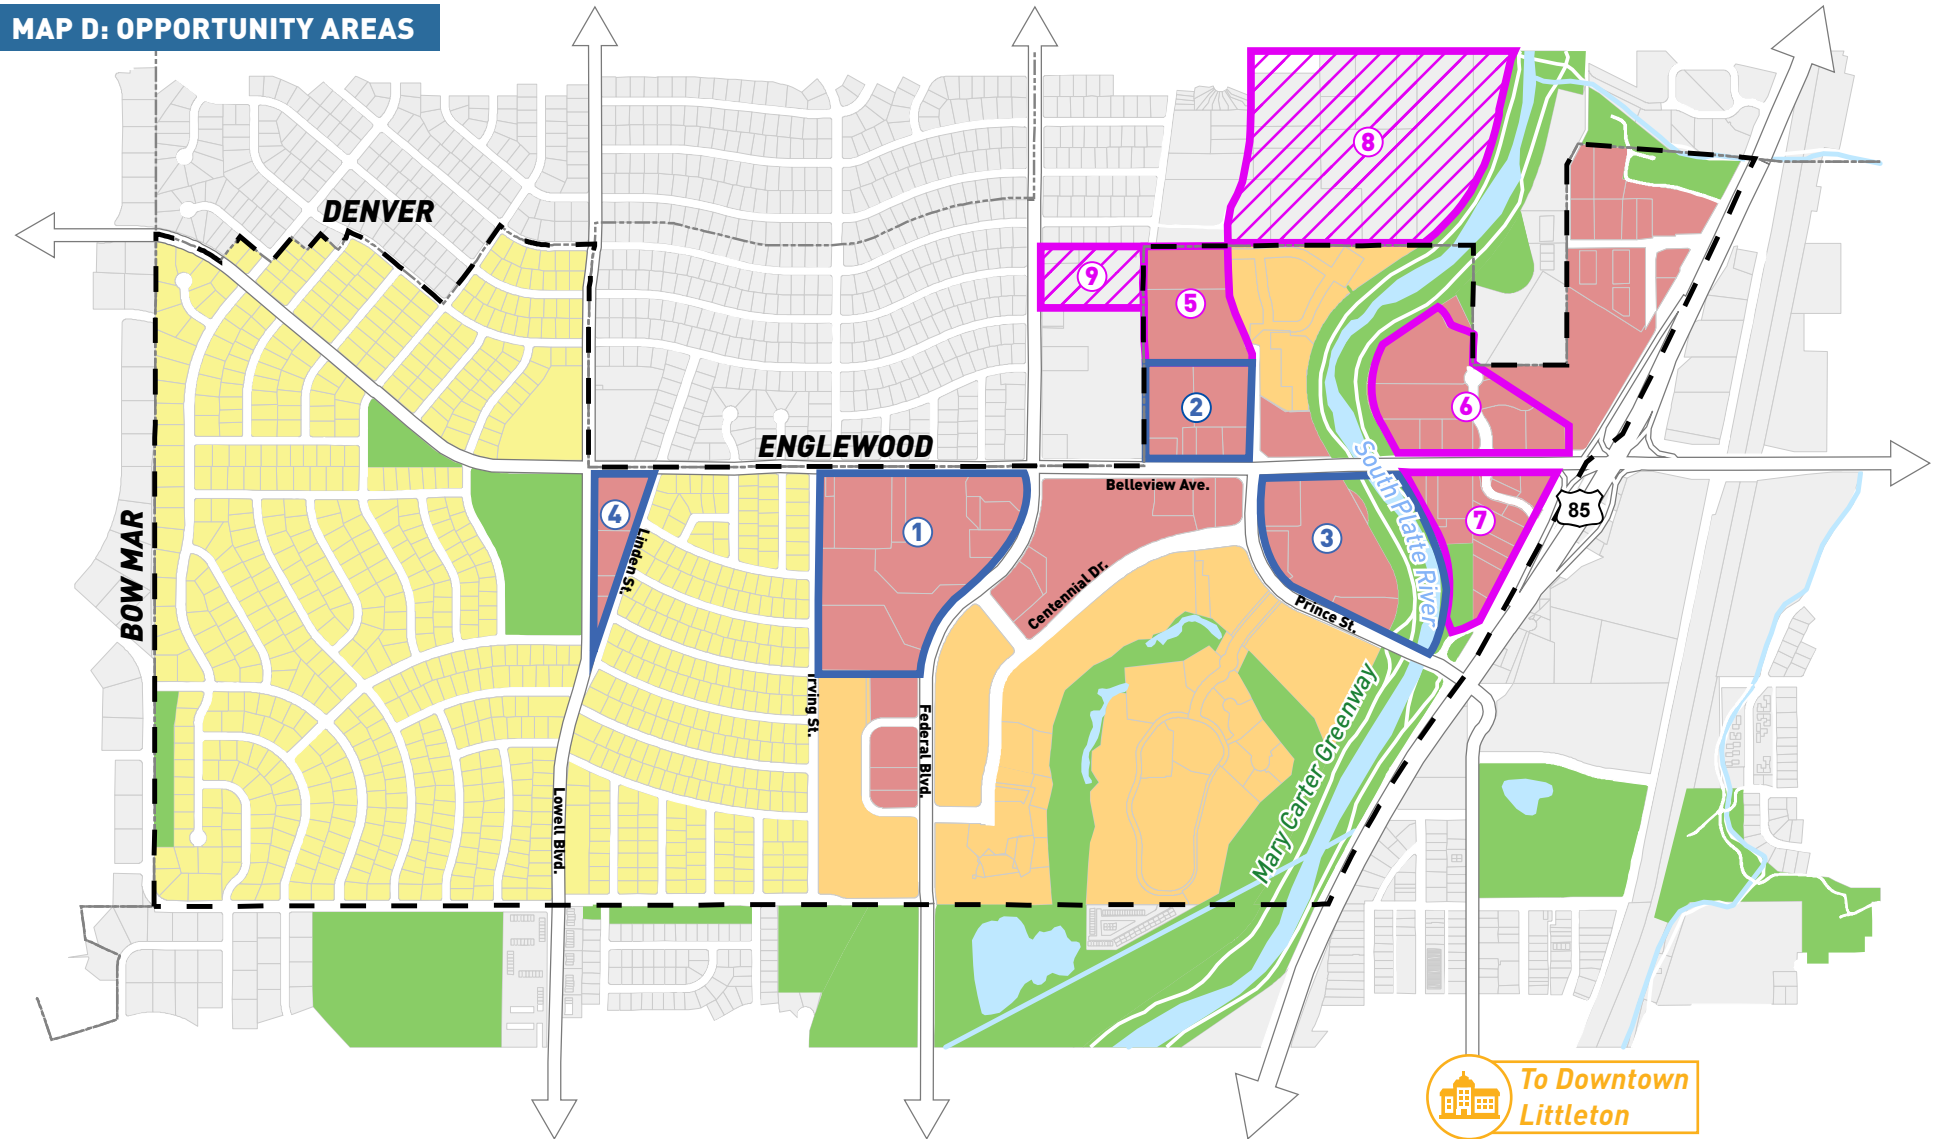 MAP D: OPPORTUNITY AREAS
8
DENVER
9
5
2
6
ENGLEWOOD
Belleview Ave.
South Platte River
4
1
3
7
85
BOW MAR
Linden St.
Centennial Dr.
Prince St.
Irving St.
Federal Blvd.
Mary Carter Greenway
Lowell Blvd.
To Downtown
Littleton